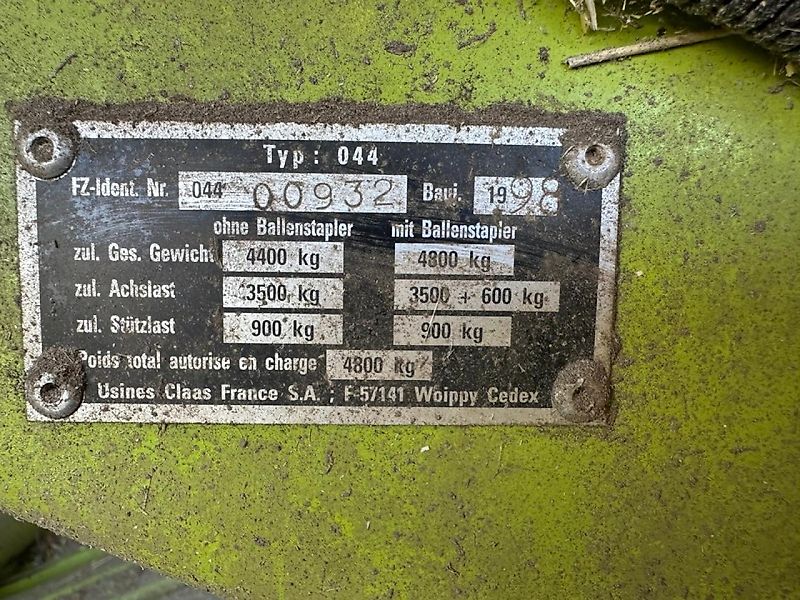 Typ: 044
FZ-Ident. Nr. 044 00932 Bauj. 1998
ohne Ballenstapler mit Ballenstapler
zul. Ges. Gewicht 4400 kg 4800 kg
zul. Achslast 3500 kg 3500 + 600 kg
zul. Stützlast 900 kg 900 kg
Poids total autorise en charge 4800 kg
Usines Claas France S.A. ; F-57141 Woippy Cedex